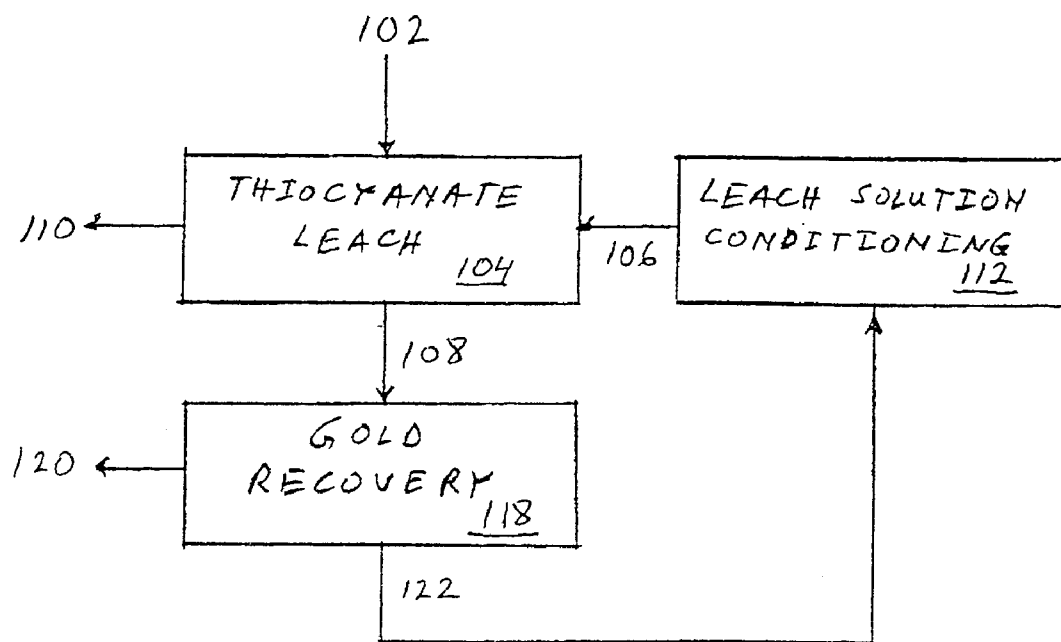 102
THIOCYANATE
LEACH
104
110
106
LEACH SOLUTION
CONDITIONING
112
108
GOLD
RECOVERY
118
120
122